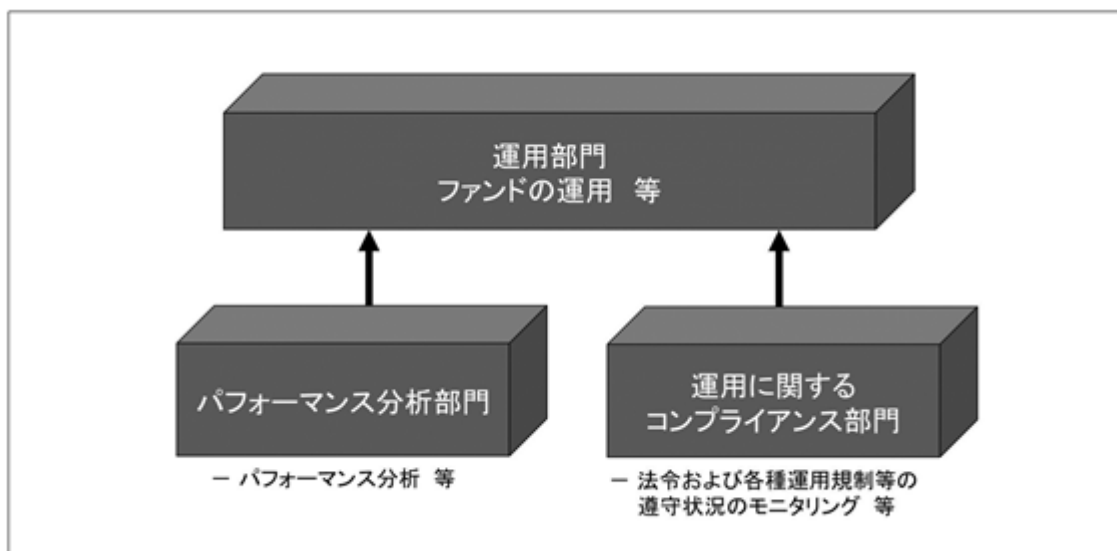 運用部門
ファンドの運用 等
パフォーマンス分析部門
- パフォーマンス分析 等
運用に関する
コンプライアンス部門
- 法令および各種運用規制等の
遵守状況のモニタリング 等